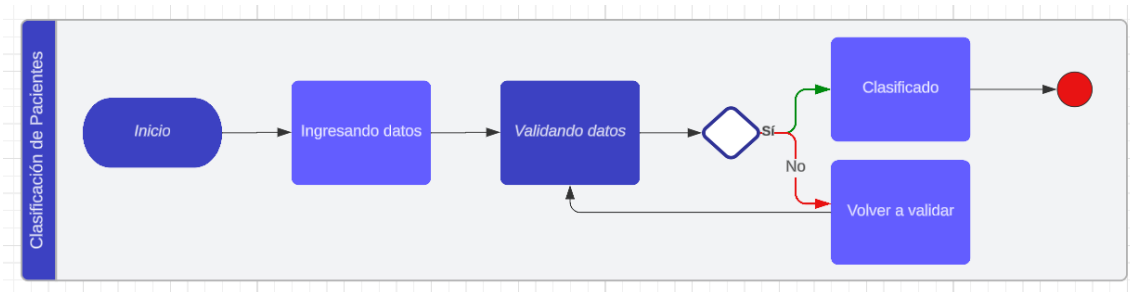 Clasificación de Pacientes
Inicio
Ingresando datos
Validando datos
Sí
No
Clasificado
Volver a validar